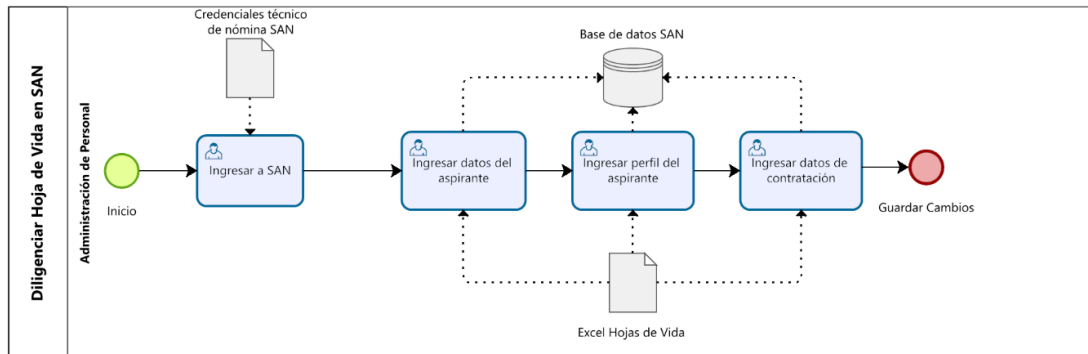 Diligenciar Hoja de Vida en SAN
Administración de Personal
Inicio
Credenciales técnico
de nómina SAN
Ingresar a SAN
Ingresar datos del
aspirante
Base de datos SAN
Ingresar perfil del
aspirante
Ingresar datos de
contratación
Guardar Cambios
Excel Hojas de Vida